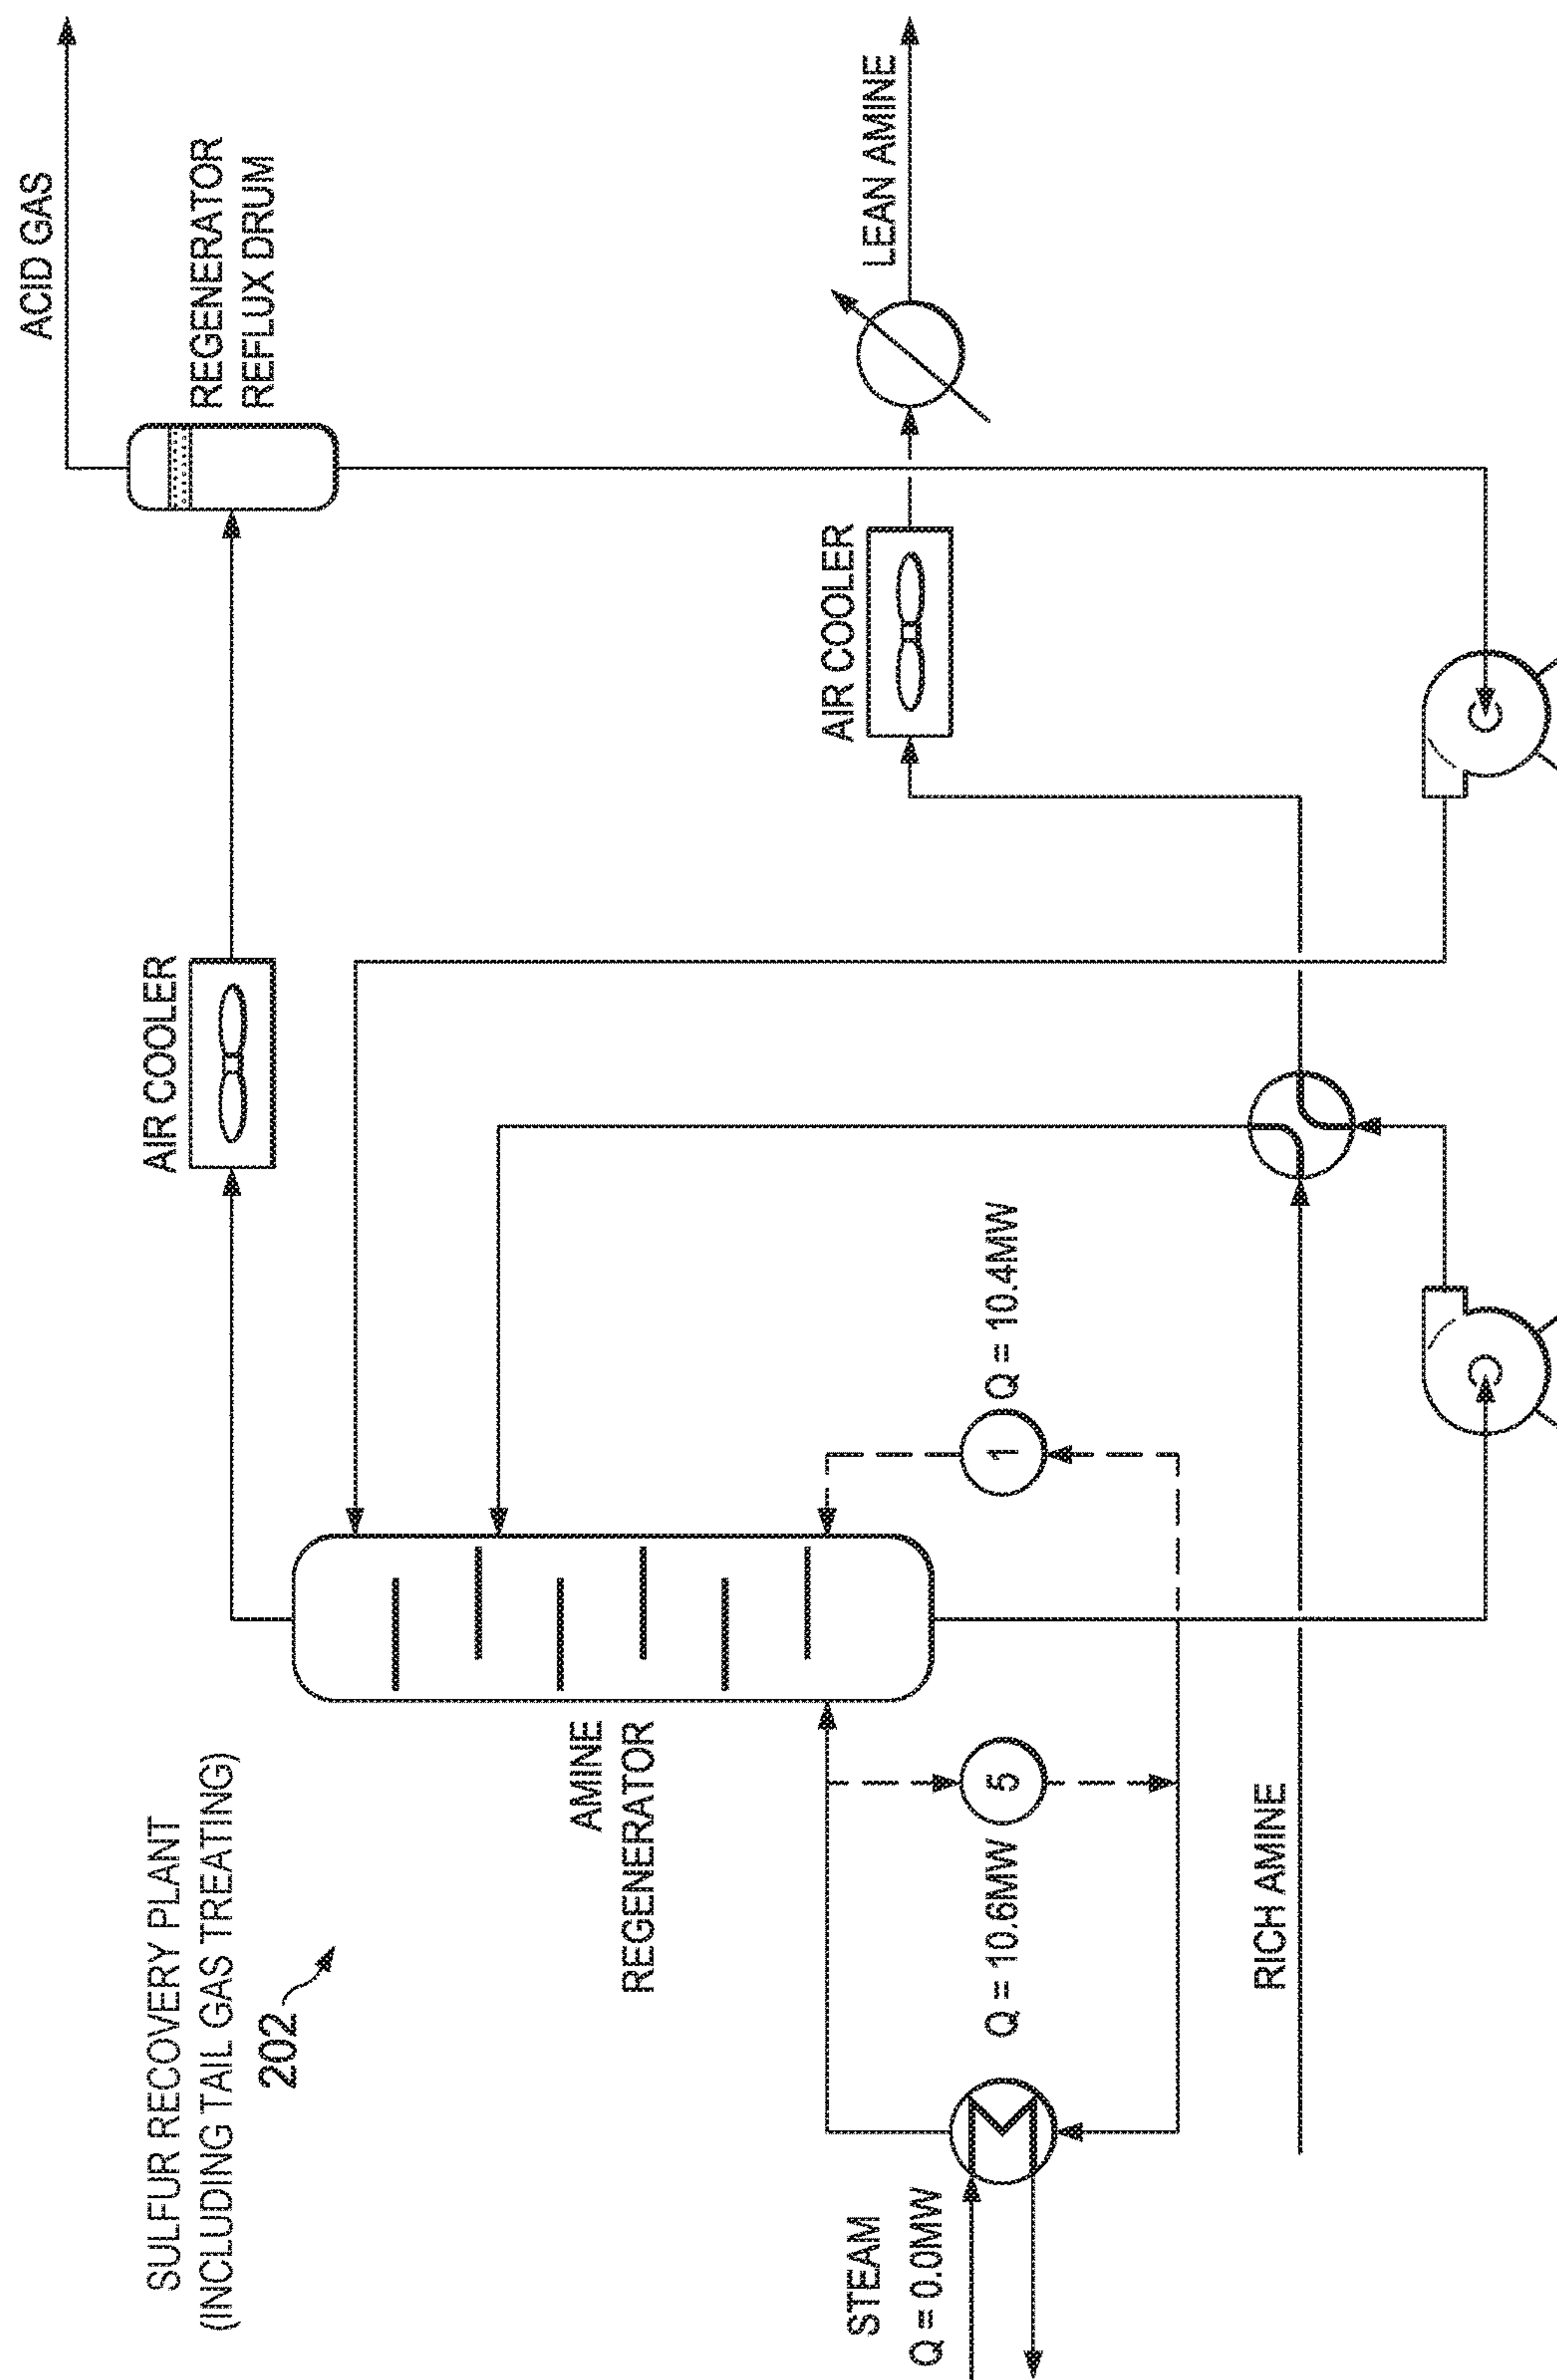 SULFUR RECOVERY PLANT
(INCLUDING TAIL GAS TREATING)
202
ACID GAS
REGENERATOR
REFLUX DRUM
AIR COOLER
AMINE
REGENERATOR
AIR COOLER
LEAN AMINE
STEAM
Q = 0.0MW
Q = 10.6MW
5
1
Q = 10.4MW
RICH AMINE